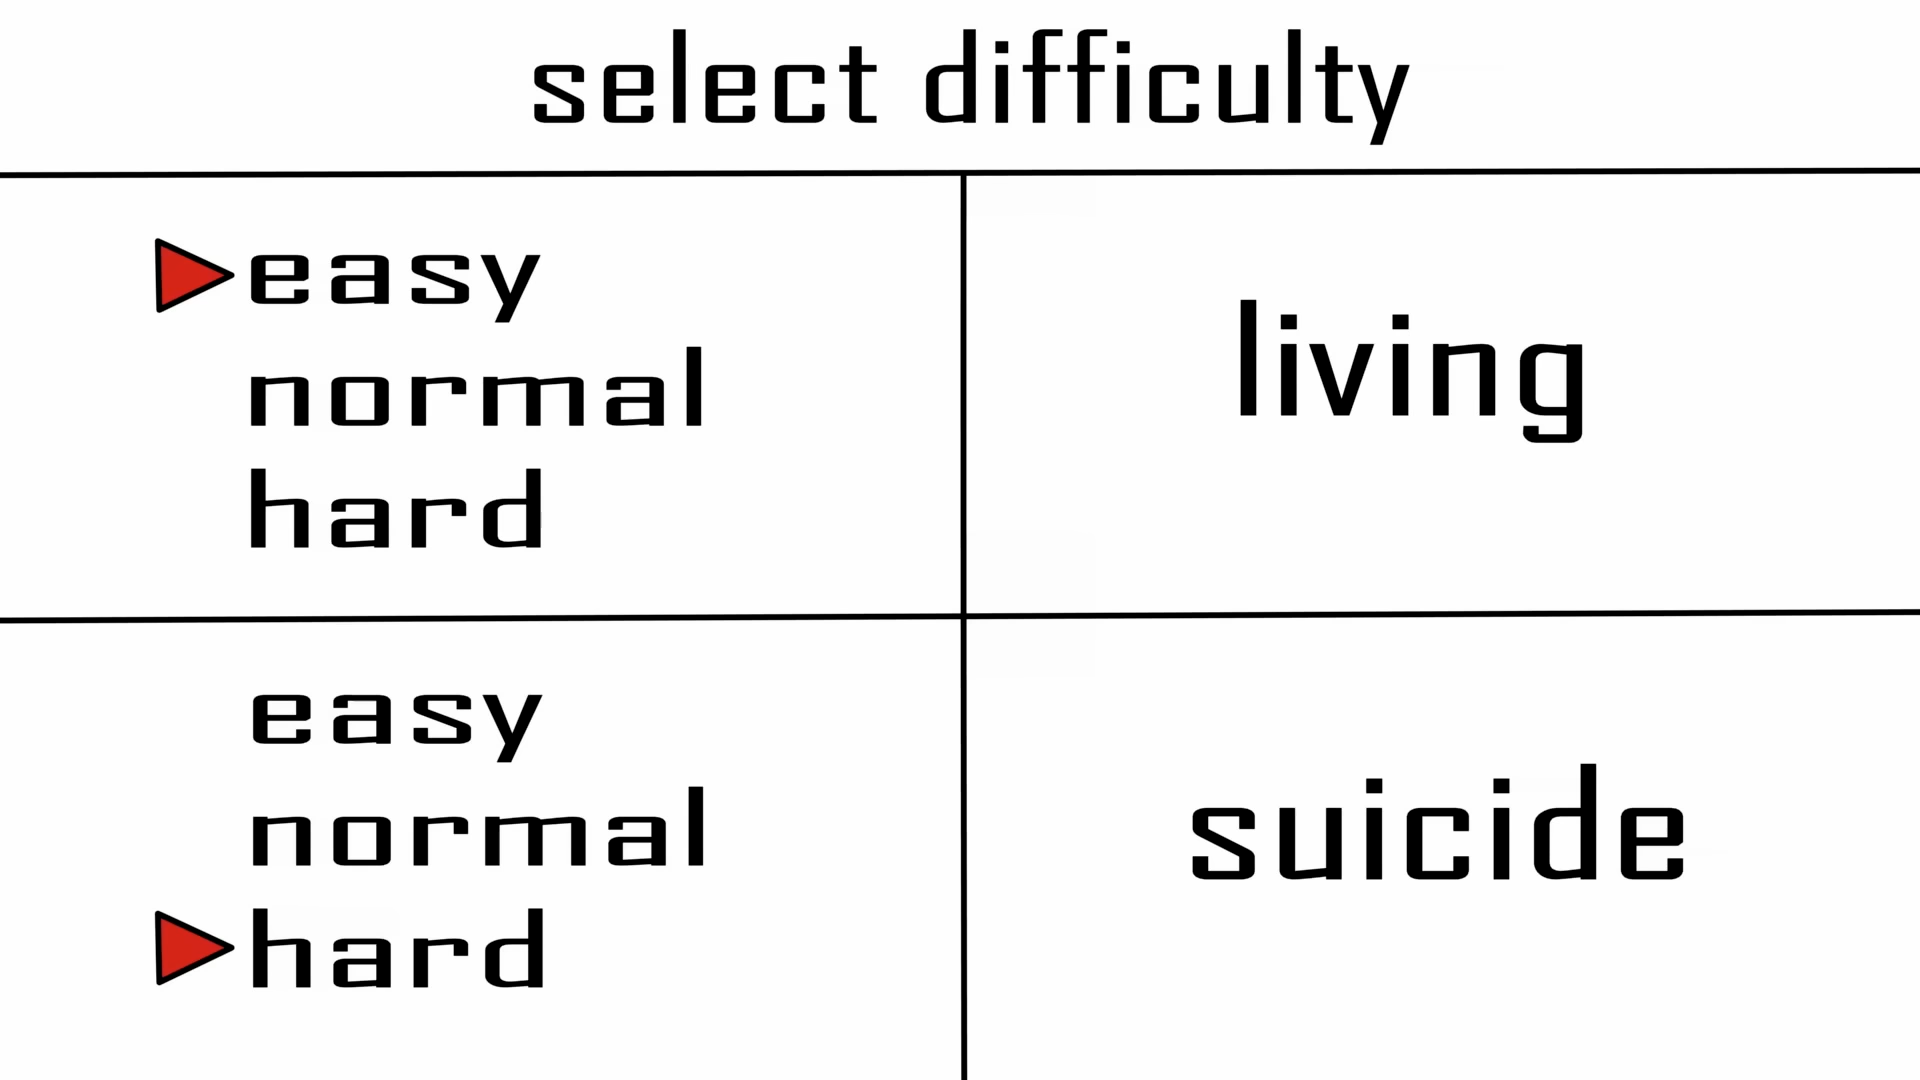 select difficulty
easy
normal
hard
living
easy
normal
hard
suicide